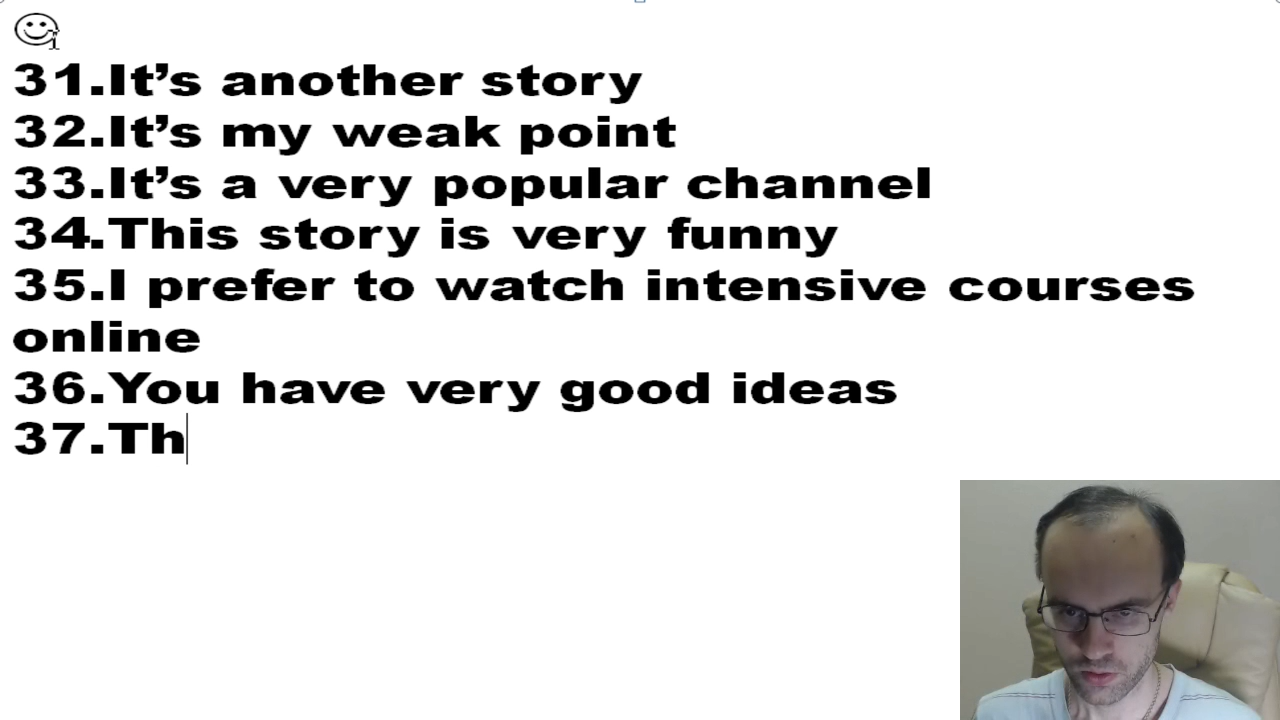 31.It’s another story
32.It’s my weak point
33.It’s a very popular channel
34.This story is very funny
35.I prefer to watch intensive courses
online
36.You have very good ideas
37.Th